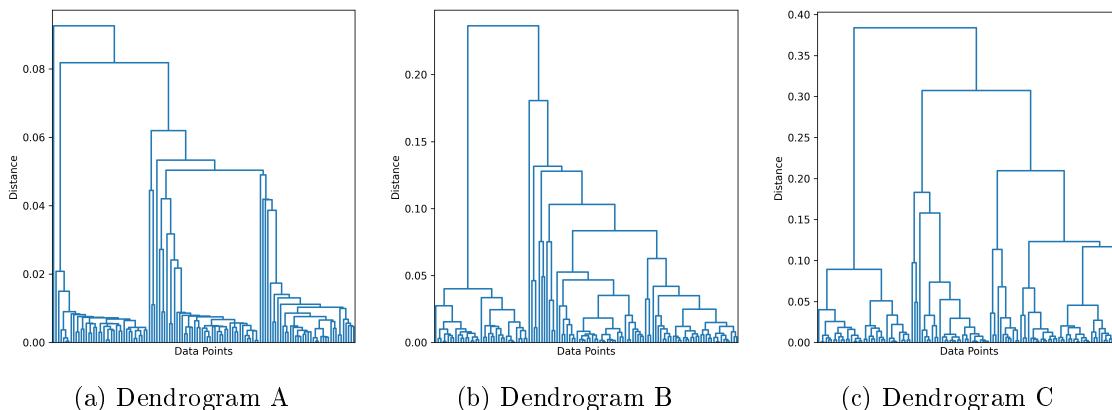 0.08
0.06
0.04
0.02
0.00
Distance
Data Points
(a) Dendrogram A
0.20
0.15
0.10
0.05
0.00
Distance
Data Points
(b) Dendrogram B
0.40
0.35
0.30
0.25
0.20
0.15
0.10
0.05
0.00
Distance
Data Points
(c) Dendrogram C